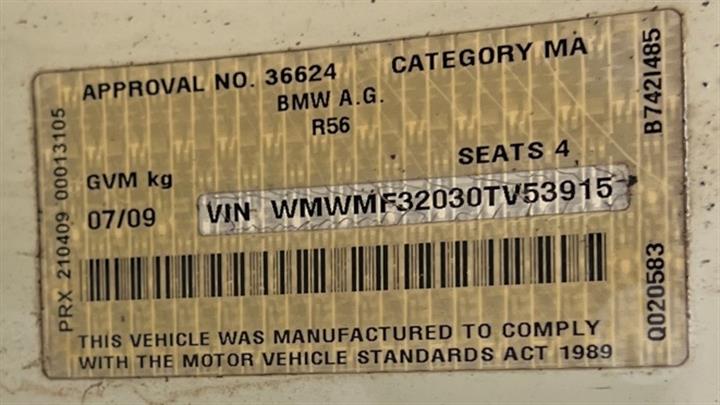 APPROVAL NO. 36624 CATEGORY MA
BMW A.G.
R56
SEATS 4
GVM kg
07/09
VIN WMWMF32030TV53915
THIS VEHICLE WAS MANUFACTURED TO COMPLY
WITH THE MOTOR VEHICLE STANDARDS ACT 1989
PRX 210409 00013105
B742I485
Q020583